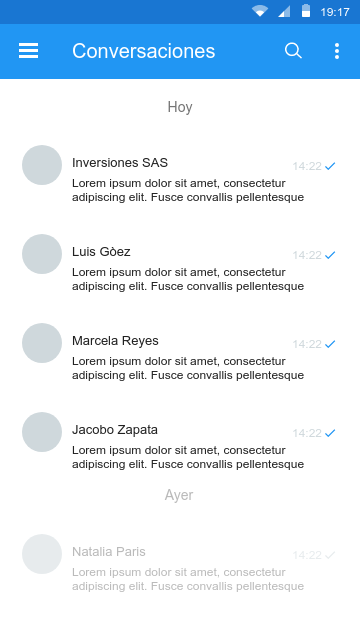 19:17
Conversaciones
Hoy
Inversiones SAS
14:22
Lorem ipsum dolor sit amet, consectetur
adipiscing elit. Fusce convallis pellentesque
Luis Gòez
14:22
Lorem ipsum dolor sit amet, consectetur
adipiscing elit. Fusce convallis pellentesque
Marcela Reyes
14:22
Lorem ipsum dolor sit amet, consectetur
adipiscing elit. Fusce convallis pellentesque
Jacobo Zapata
14:22
Lorem ipsum dolor sit amet, consectetur
adipiscing elit. Fusce convallis pellentesque
Ayer
Natalia Paris
14:22
Lorem ipsum dolor sit amet, consectetur
adipiscing elit. Fusce convallis pellentesque